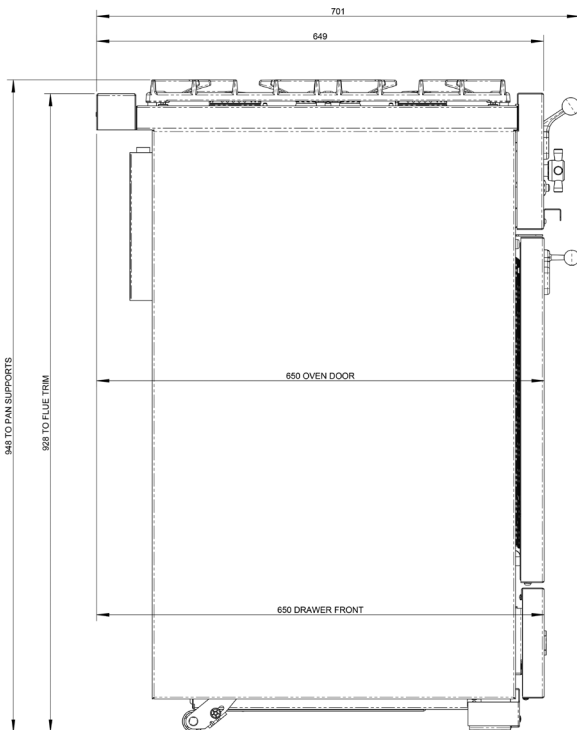 701
649
948 TO PAN SUPPORTS
928 TO FLUE TRIM
650 OVEN DOOR
650 DRAWER FRONT